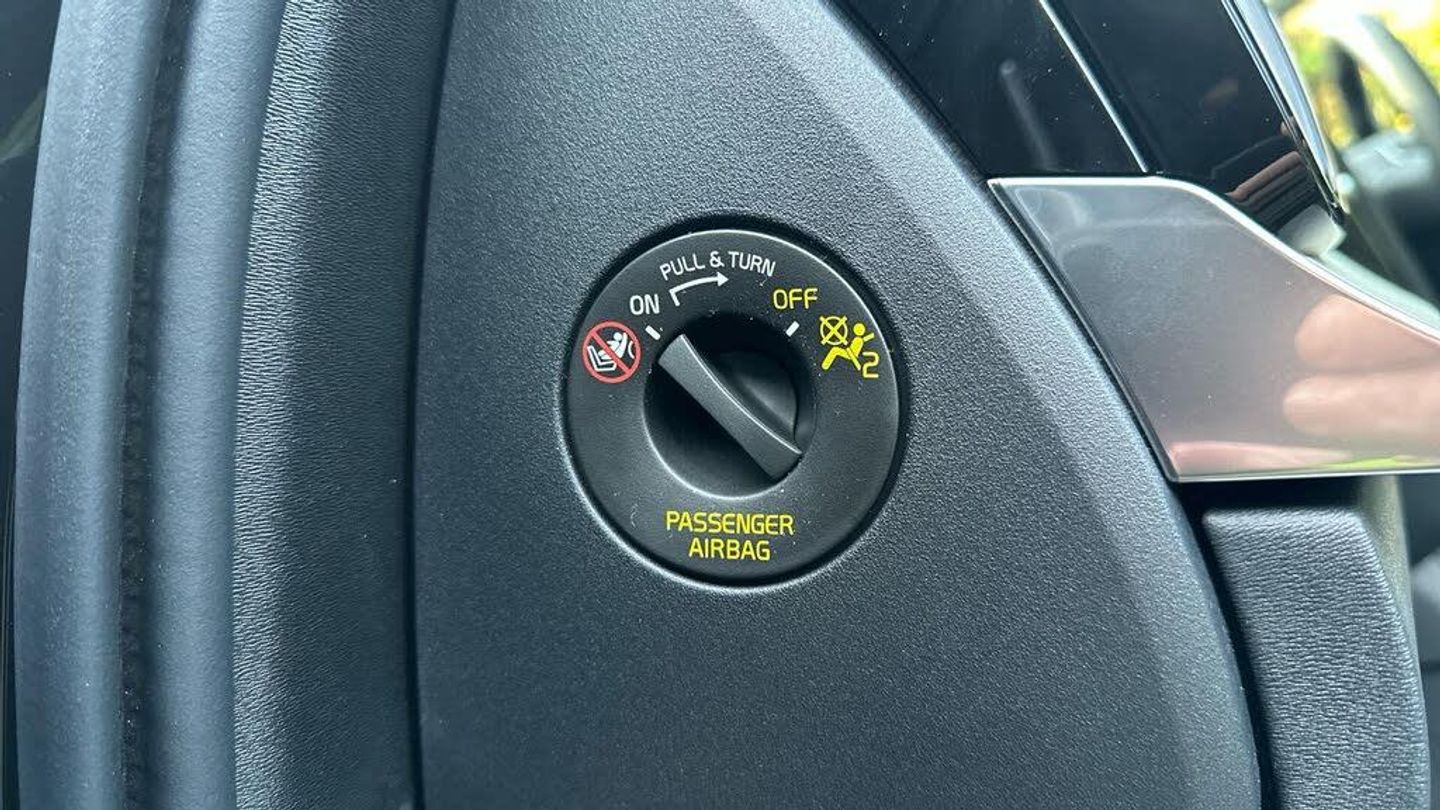 PULL & TURN
ON
OFF
2
PASSENGER
AIRBAG